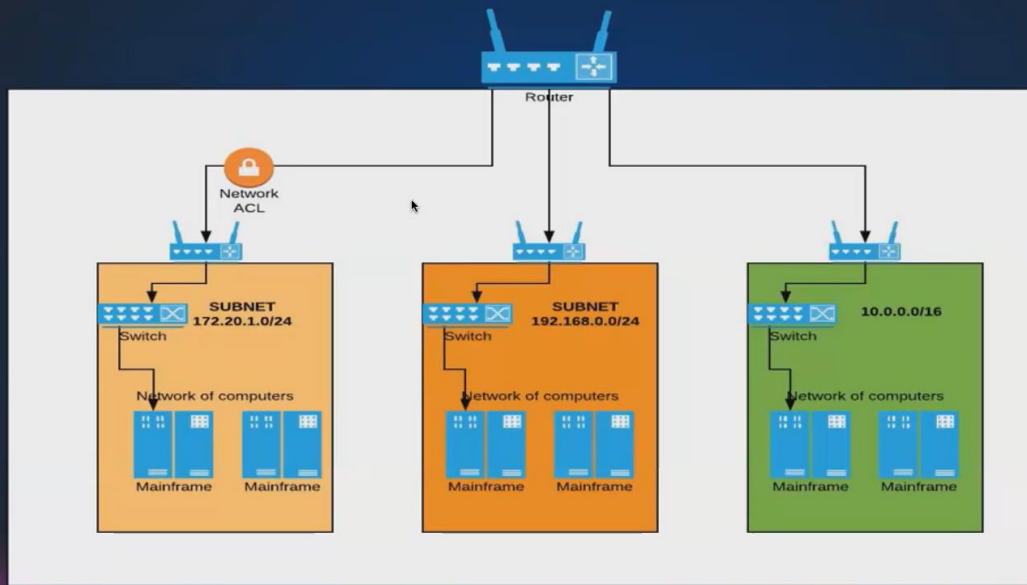 Router
Network
ACL
SUBNET
172.20.1.0/24
Switch
Network of computers
Mainframe
Mainframe
SUBNET
192.168.0.0/24
Switch
Network of computers
Mainframe
Mainframe
10.0.0.0/16
Switch
Network of computers
Mainframe
Mainframe